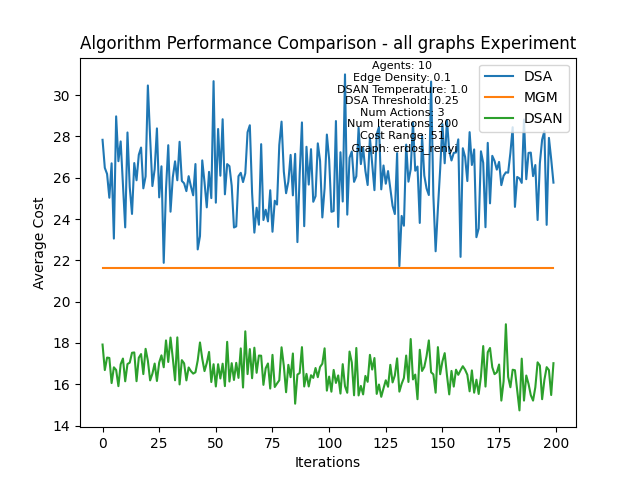 Algorithm Performance Comparison - all graphs Experiment
Agents: 10
Edge Density: 0.1
DSAN Temperature: 1.0
DSA Threshold: 0.25
Num Actions: 3
Num Iterations: 200
Cost Range: 51
Graph: erdos_renyi
DSA
MGM
DSAN
Average Cost
30
28
26
24
22
20
18
16
14
0
25
50
75
100
125
150
175
200
Iterations